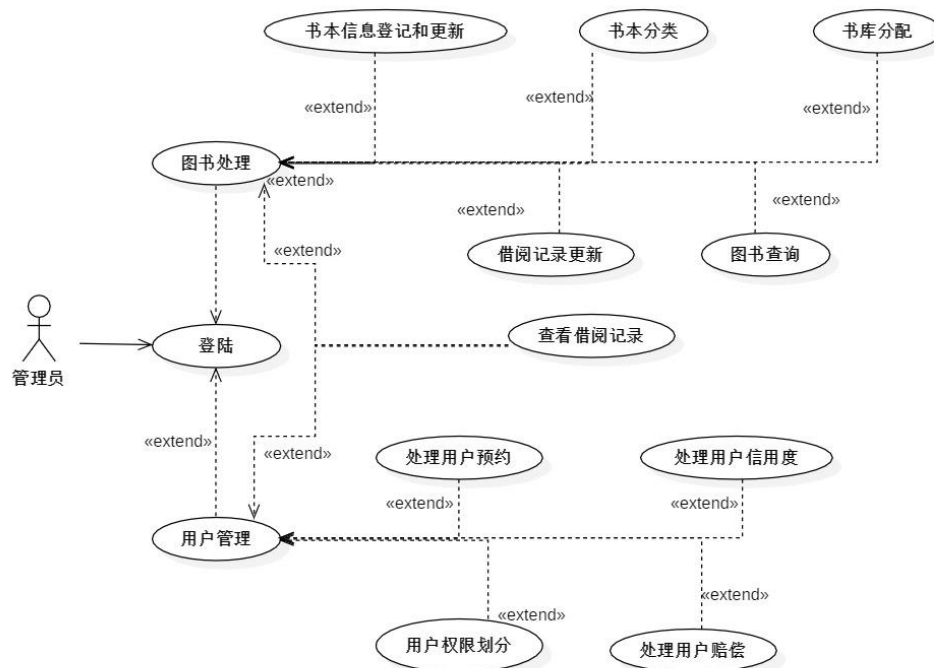 书本信息登记和更新
书本分类
书库分配
«extend»
«extend»
«extend»
图书处理
«extend»
«extend»
«extend»
«extend»
借阅记录更新
图书查询
查看借阅记录
登陆
管理员
«extend»
«extend»
处理用户预约
处理用户信用度
«extend»
«extend»
用户管理
«extend»
«extend»
用户权限划分
处理用户赔偿